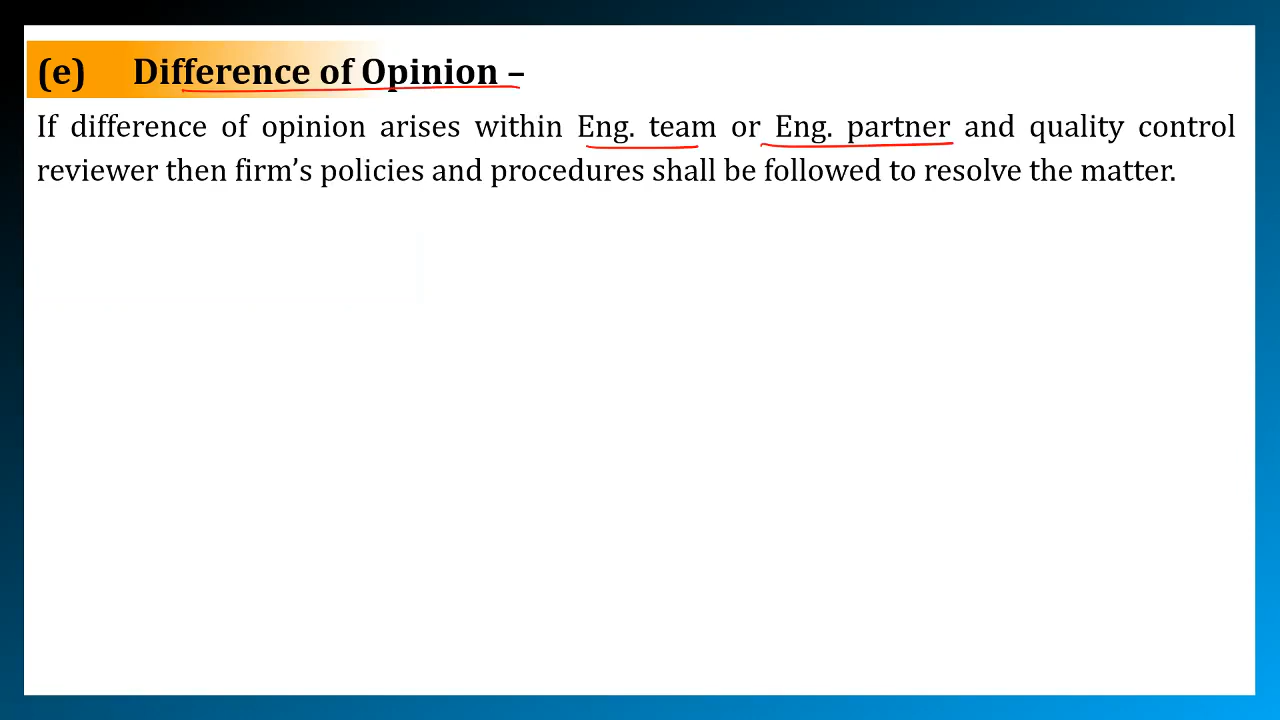 (e) Difference of Opinion –
If difference of opinion arises within Eng. team or Eng. partner and quality control
reviewer then firm’s policies and procedures shall be followed to resolve the matter.